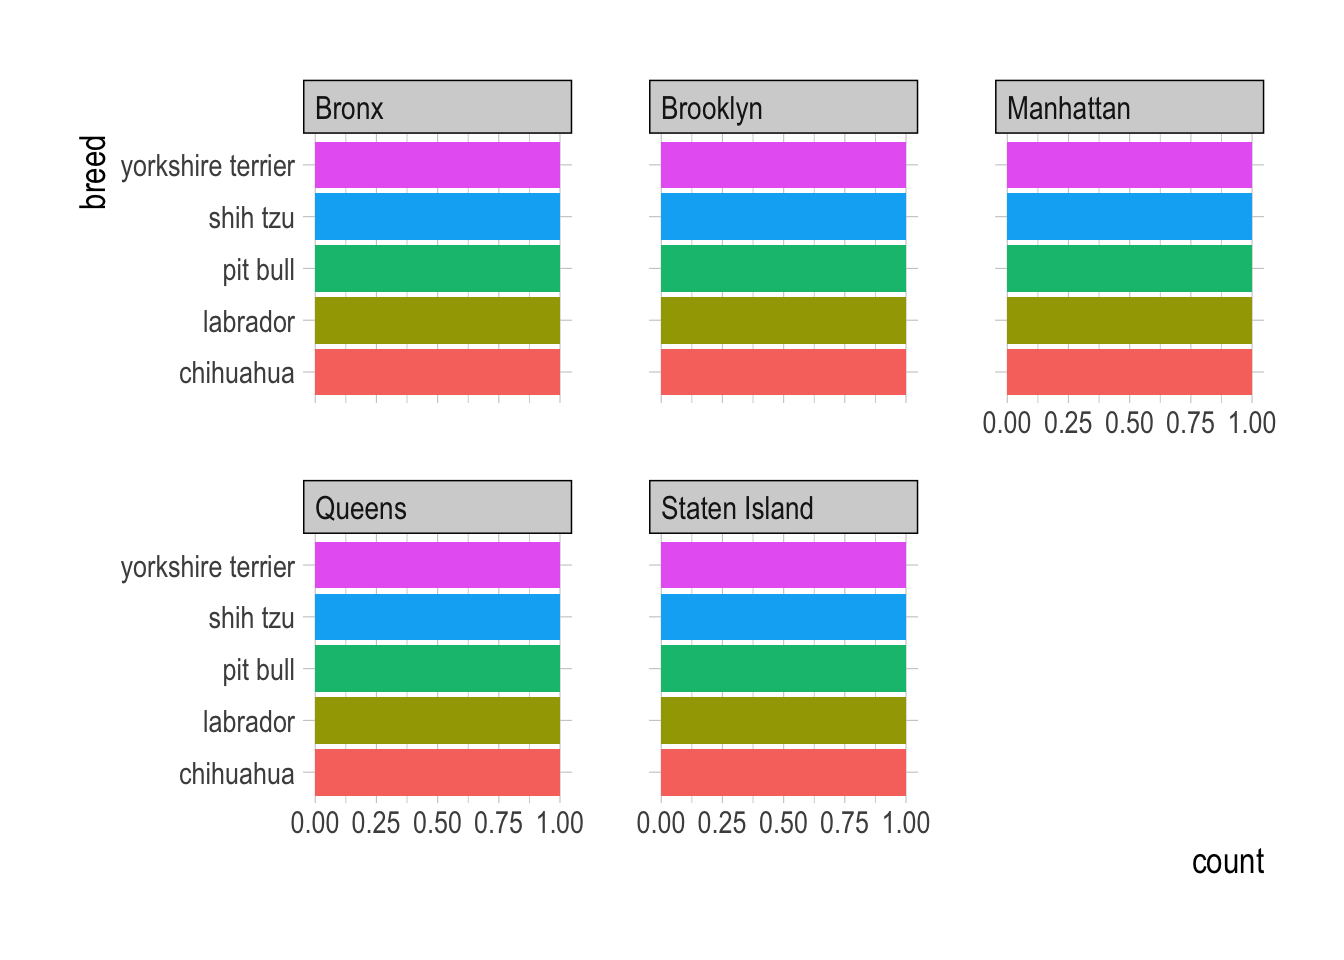 Bronx
Brooklyn
Manhattan
breed
yorkshire terrier
shih tzu
pit bull
labrador
chihuahua
0.00 0.25 0.50 0.75 1.00
Queens
Staten Island
yorkshire terrier
shih tzu
pit bull
labrador
chihuahua
0.00 0.25 0.50 0.75 1.00
0.00 0.25 0.50 0.75 1.00
count